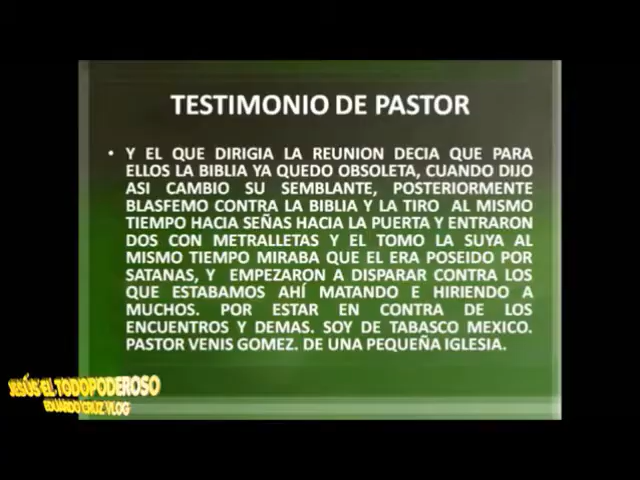 TESTIMONIO DE PASTOR
• Y EL QUE DIRIGIA LA REUNION DECIA QUE PARA
ELLOS LA BIBLIA YA QUEDO OBSOLETA, CUANDO DIJO
ASI CAMBIO SU SEMBLANTE, POSTERIORMENTE
BLASFEMO CONTRA LA BIBLIA Y LA TIRO AL MISMO
TIEMPO HACIA SEÑAS HACIA LA PUERTA Y ENTRARON
DOS CON METRALLETAS Y EL TOMO LA SUYA AL
MISMO TIEMPO MIRABA QUE EL ERA POSEIDO POR
SATANAS, Y EMPEZARON A DISPARAR CONTRA LOS
QUE ESTABAMOS AHÍ MATANDO E HIRIENDO A
MUCHOS. POR ESTAR EN CONTRA DE LOS
ENCUENTROS Y DEMAS. SOY DE TABASCO MEXICO.
PASTOR VENIS GOMEZ. DE UNA PEQUEÑA IGLESIA.
JESÚS EL TODOPODEROSO
EDUARDO CRUZ VLOG